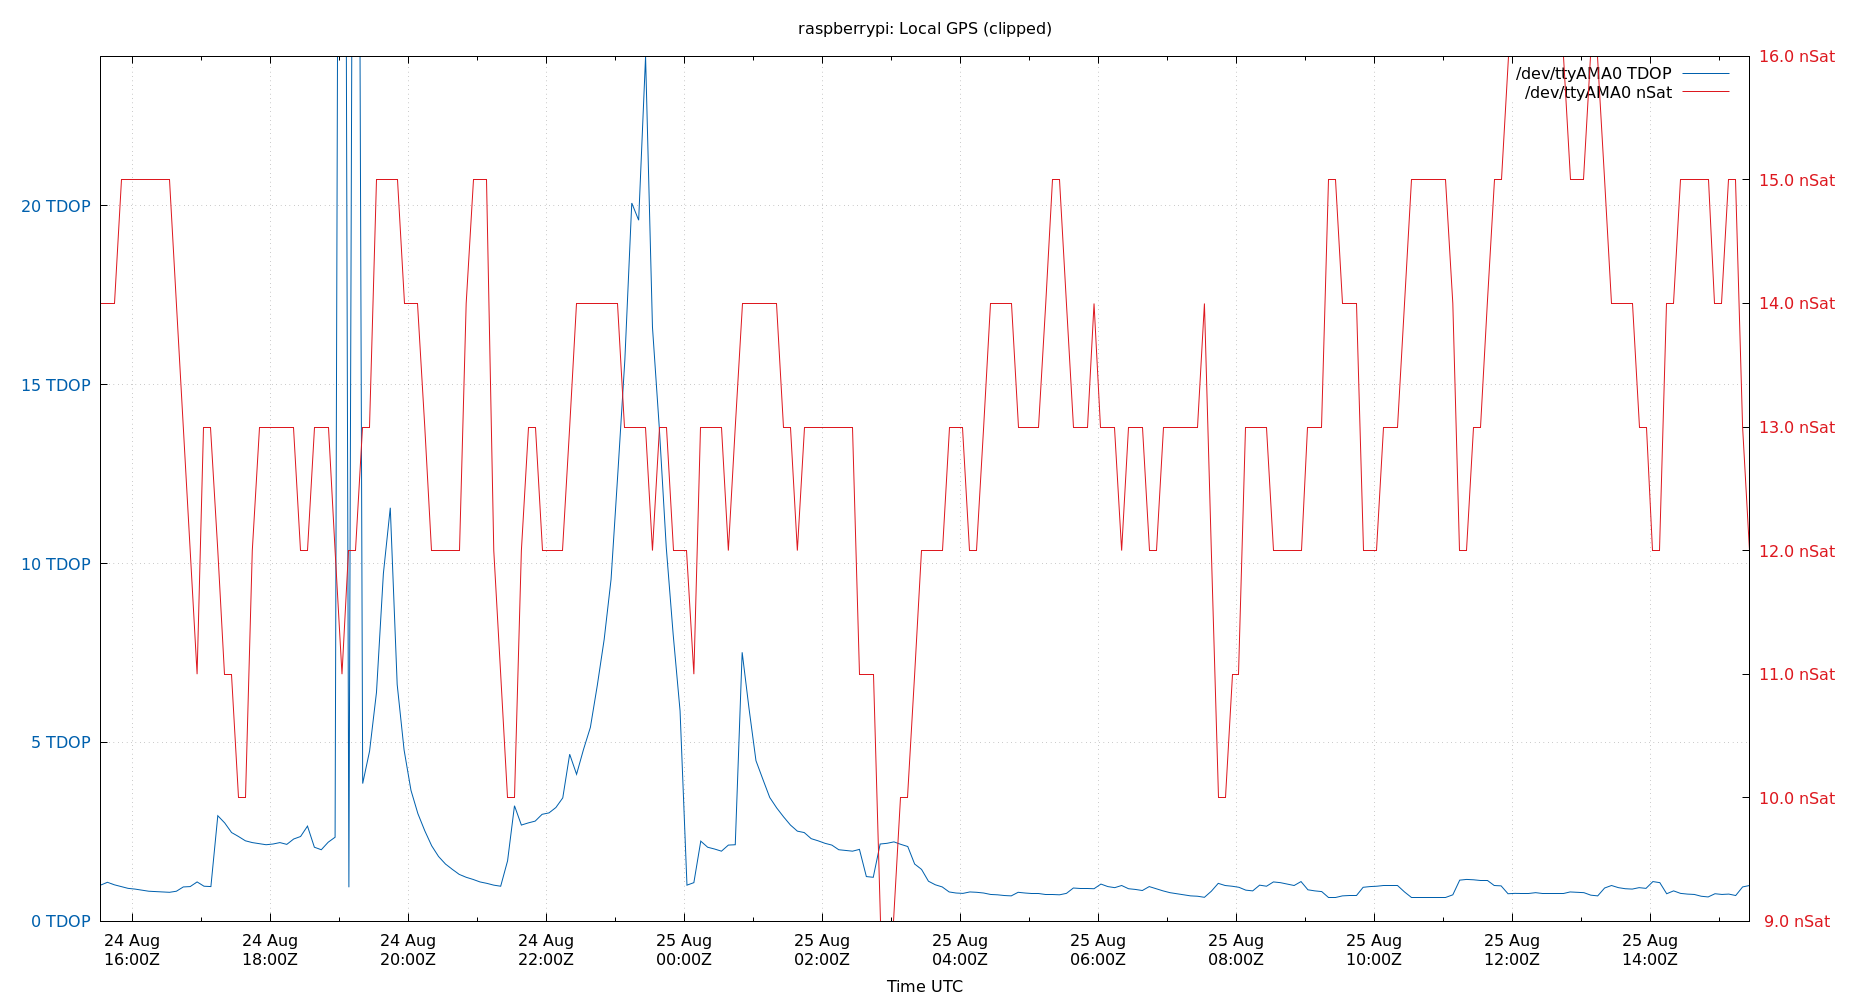 raspberrypi: Local GPS (clipped)
/dev/ttyAMA0 TDOP
/dev/ttyAMA0 nSat
20 TDOP
15 TDOP
10 TDOP
5 TDOP
0 TDOP
16.0 nSat
15.0 nSat
14.0 nSat
13.0 nSat
12.0 nSat
11.0 nSat
10.0 nSat
9.0 nSat
24 Aug
16:00Z
24 Aug
18:00Z
24 Aug
20:00Z
24 Aug
22:00Z
25 Aug
00:00Z
25 Aug
02:00Z
25 Aug
04:00Z
25 Aug
06:00Z
25 Aug
08:00Z
25 Aug
10:00Z
25 Aug
12:00Z
25 Aug
14:00Z
Time UTC